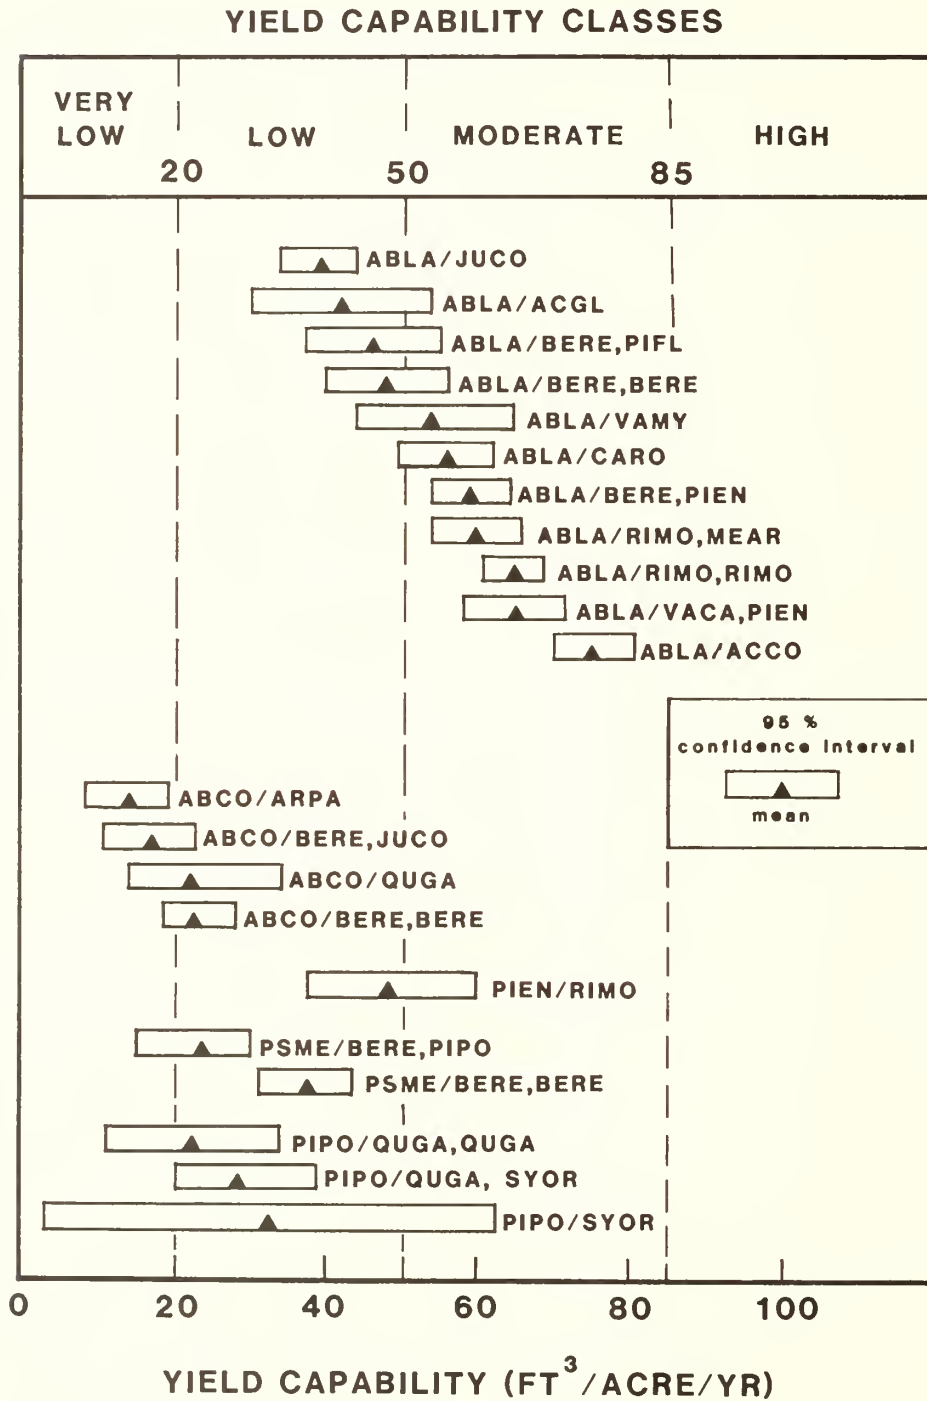 YIELD CAPABILITY CLASSES
VERY
LOW
LOW
MODERATE
HIGH
20
50
85
ABLA/JUCO
ABLA/ACGL
ABLA/BERE,PIFL
ABLA/BERE,BERE
ABLA/VAMY
ABLA/CARO
ABLA/BERE,PIEN
ABLA/RIMO,MEAR
ABLA/RIMO,RIMO
ABLA/VACA,PIEN
ABLA/ACCO
95 %
confidence interval
mean
ABCO/ARPA
ABCO/BERE,JUCO
ABCO/QUGA
ABCO/BERE,BERE
PIEN/RIMO
PSME/BERE,PIPO
PSME/BERE,BERE
PIPO/QUGA,QUGA
PIPO/QUGA, SYOR
PIPO/SYOR
0 20 40 60 80 100
YIELD CAPABILITY (FT³/ACRE/YR)